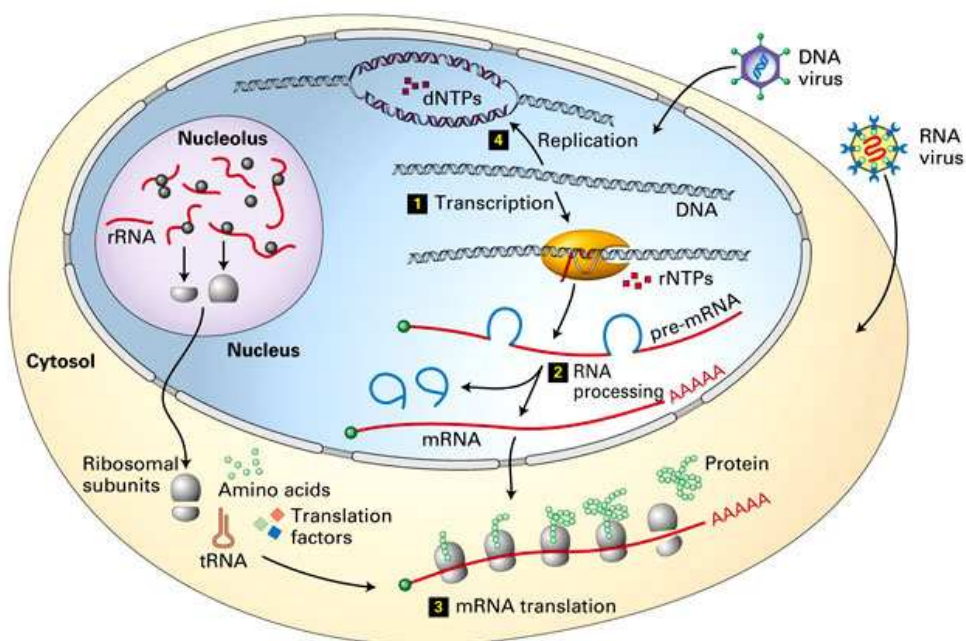 DNA
virus
RNA
virus
dNTPs
4 Replication
Nucleolus
rRNA
1 Transcription
DNA
rNTPs
pre-mRNA
Nucleus
Cytosol
2 RNA
processing
AAAAA
mRNA
Ribosomal
subunits
Amino acids
Translation
factors
tRNA
Protein
AAAAA
3 mRNA translation